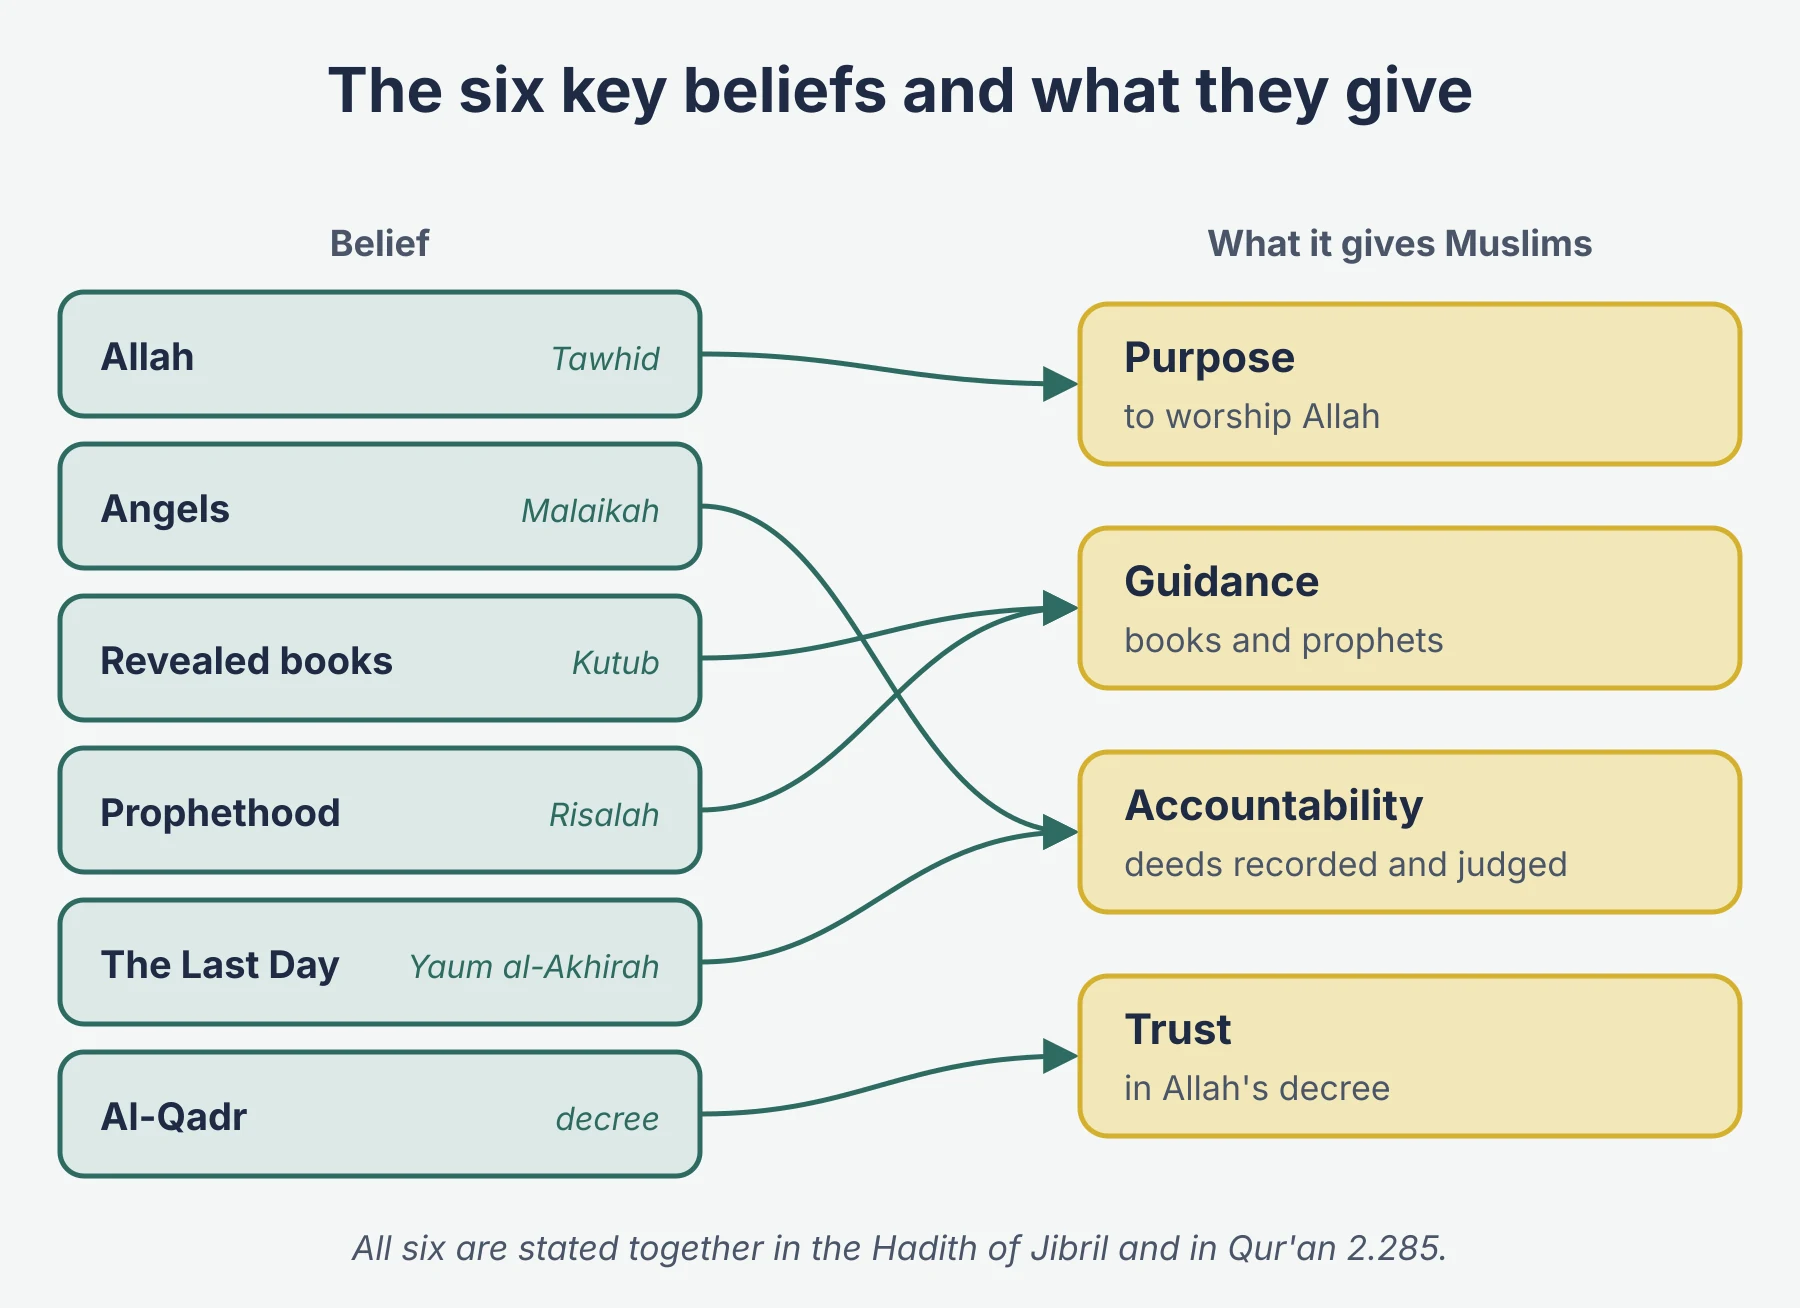 The six key beliefs and what they give
Belief
What it gives Muslims
Allah
Tawhid
Angels
Malaikah
Revealed books
Kutub
Prophethood
Risalah
The Last Day
Yaum al-Akhirah
Al-Qadr
decree
Purpose
to worship Allah
Guidance
books and prophets
Accountability
deeds recorded and judged
Trust
in Allah's decree
All six are stated together in the Hadith of Jibril and in Qur'an 2.285.